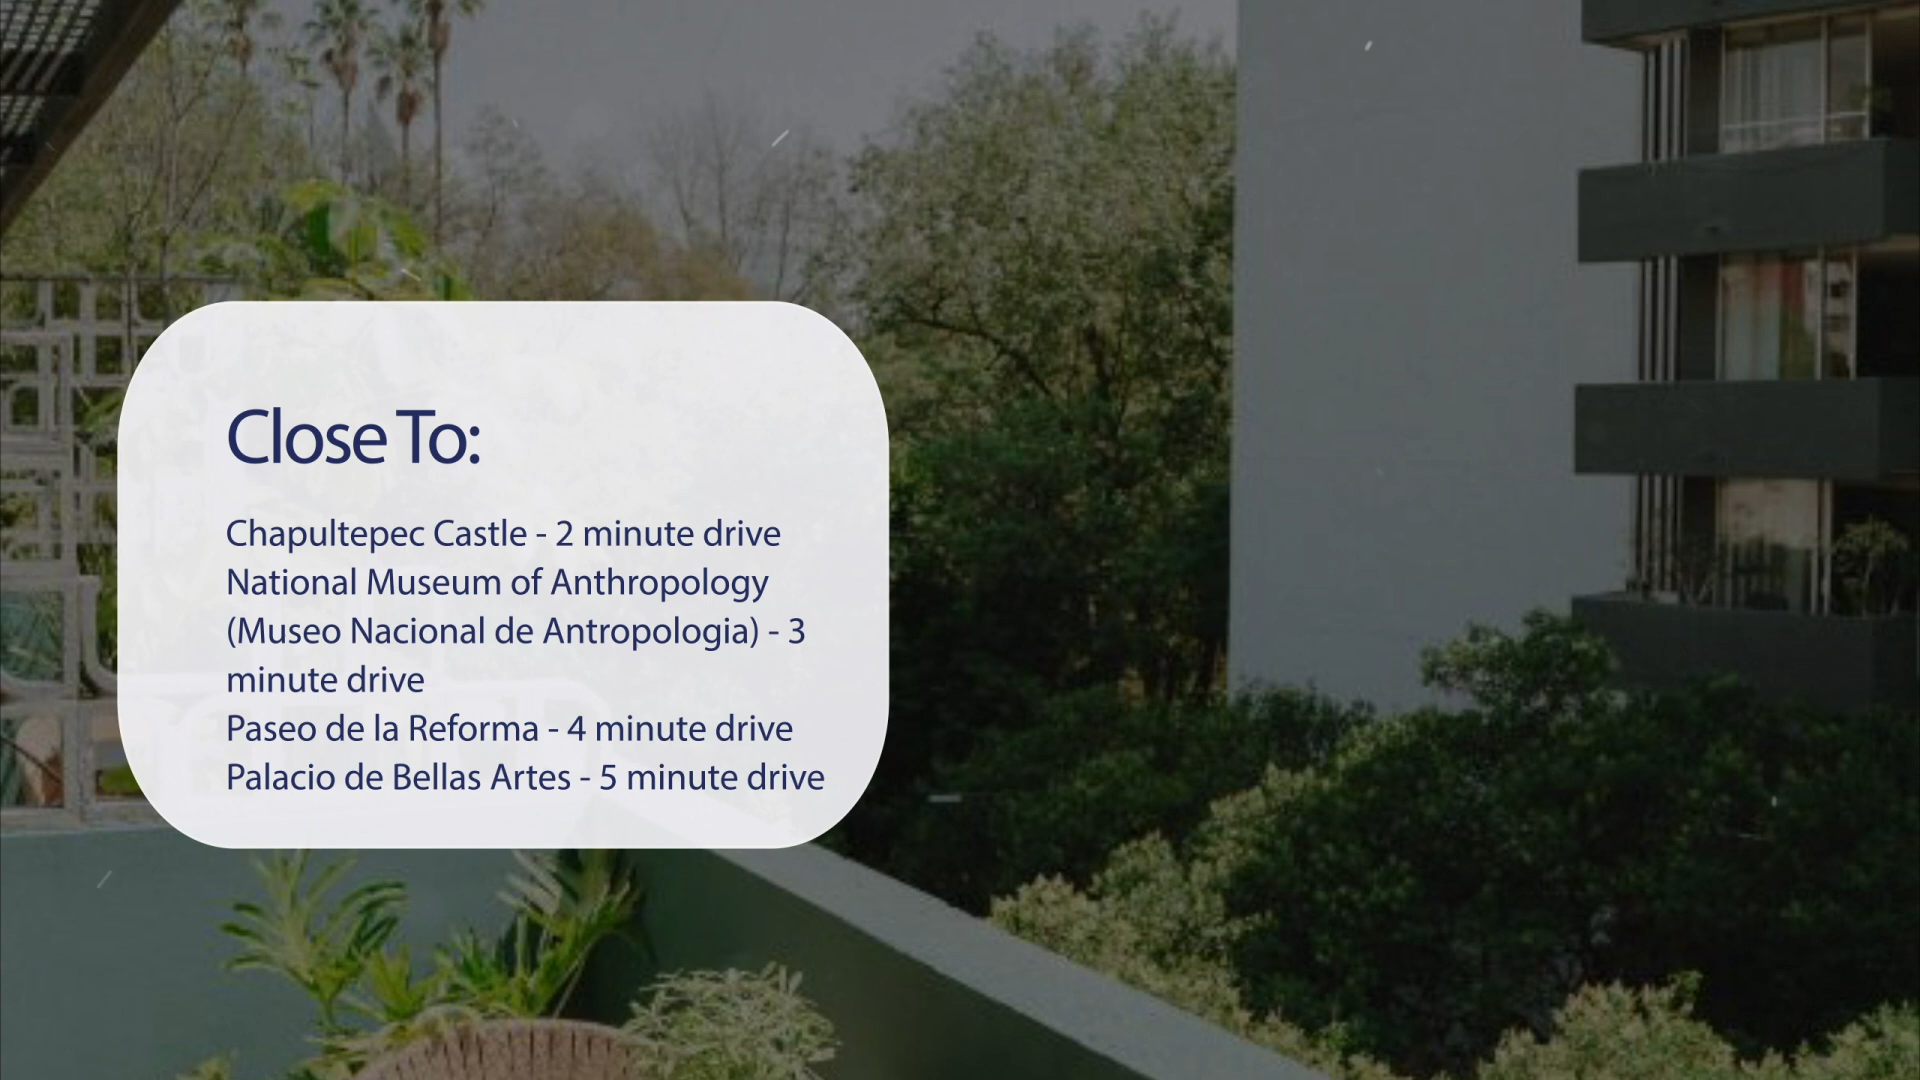 Close To:
Chapultepec Castle - 2 minute drive
National Museum of Anthropology
(Museo Nacional de Antropologia) - 3
minute drive
Paseo de la Reforma - 4 minute drive
Palacio de Bellas Artes - 5 minute drive